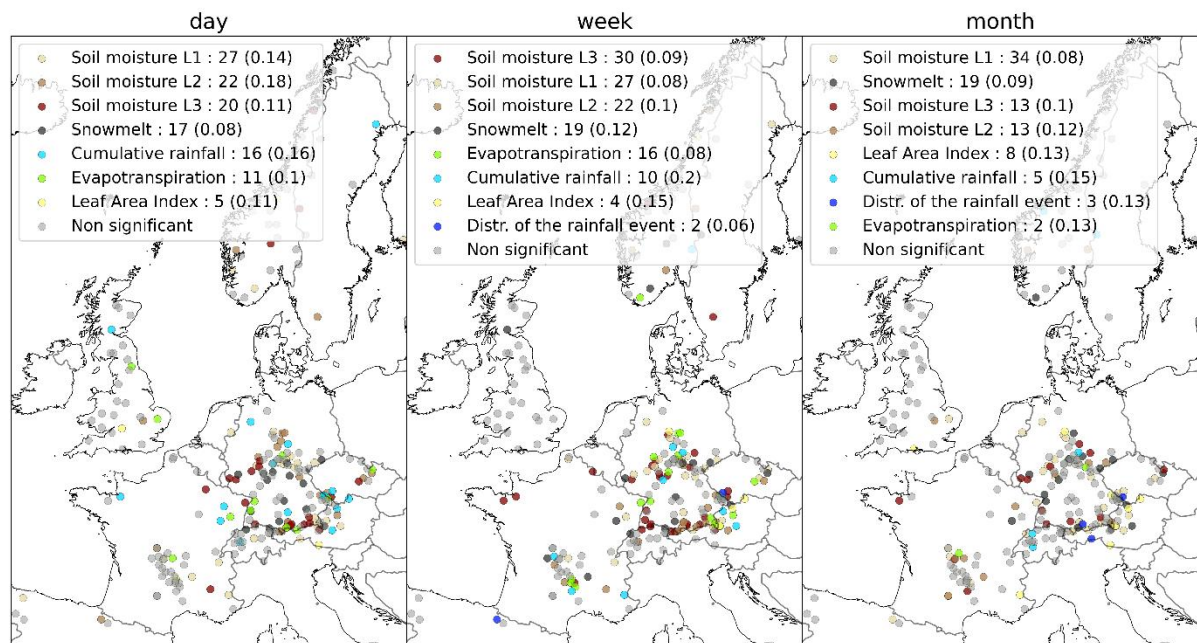 day
Soil moisture L1 : 27 (0.14)
Soil moisture L2 : 22 (0.18)
Soil moisture L3 : 20 (0.11)
Snowmelt : 17 (0.08)
Cumulative rainfall : 16 (0.16)
Evapotranspiration : 11 (0.1)
Leaf Area Index : 5 (0.11)
Non significant
week
Soil moisture L3 : 30 (0.09)
Soil moisture L1 : 27 (0.08)
Soil moisture L2 : 22 (0.1)
Snowmelt : 19 (0.12)
Evapotranspiration : 16 (0.08)
Cumulative rainfall : 10 (0.2)
Leaf Area Index : 4 (0.15)
Distr. of the rainfall event : 2 (0.06)
Non significant
month
Soil moisture L1 : 34 (0.08)
Snowmelt : 19 (0.09)
Soil moisture L3 : 13 (0.1)
Soil moisture L2 : 13 (0.12)
Leaf Area Index : 8 (0.13)
Cumulative rainfall : 5 (0.15)
Distr. of the rainfall event : 3 (0.13)
Evapotranspiration : 2 (0.13)
Non significant